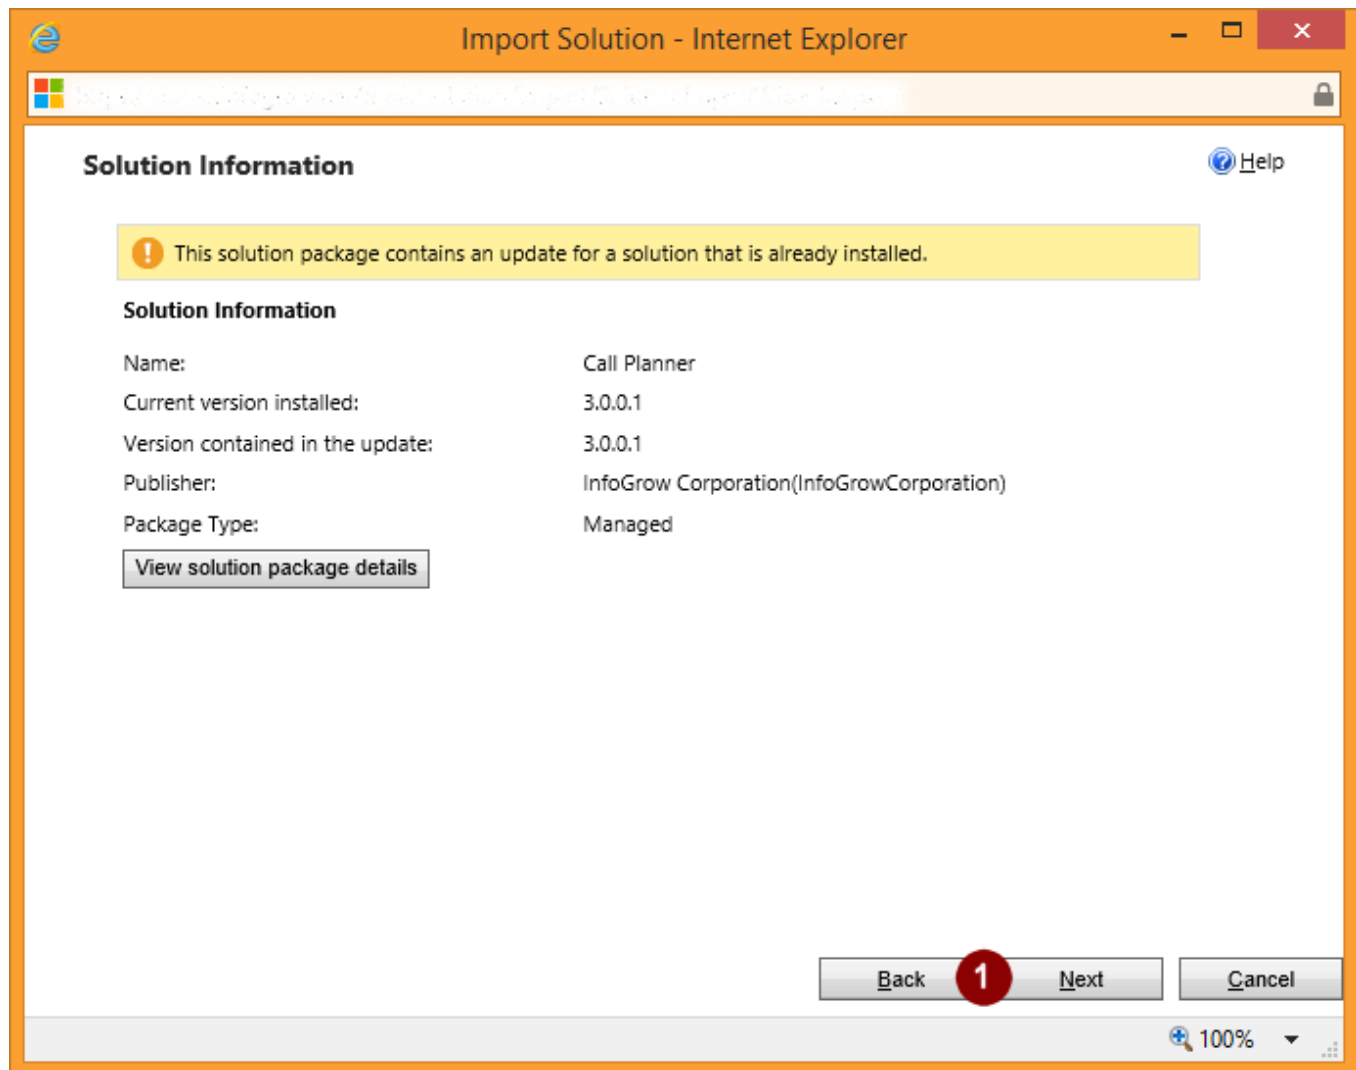 Import Solution - Internet Explorer
Solution Information
Help
This solution package contains an update for a solution that is already installed.
Solution Information
Name: Call Planner
Current version installed: 3.0.0.1
Version contained in the update: 3.0.0.1
Publisher: InfoGrow Corporation(InfoGrowCorporation)
Package Type: Managed
View solution package details
Back 1 Next Cancel
100%